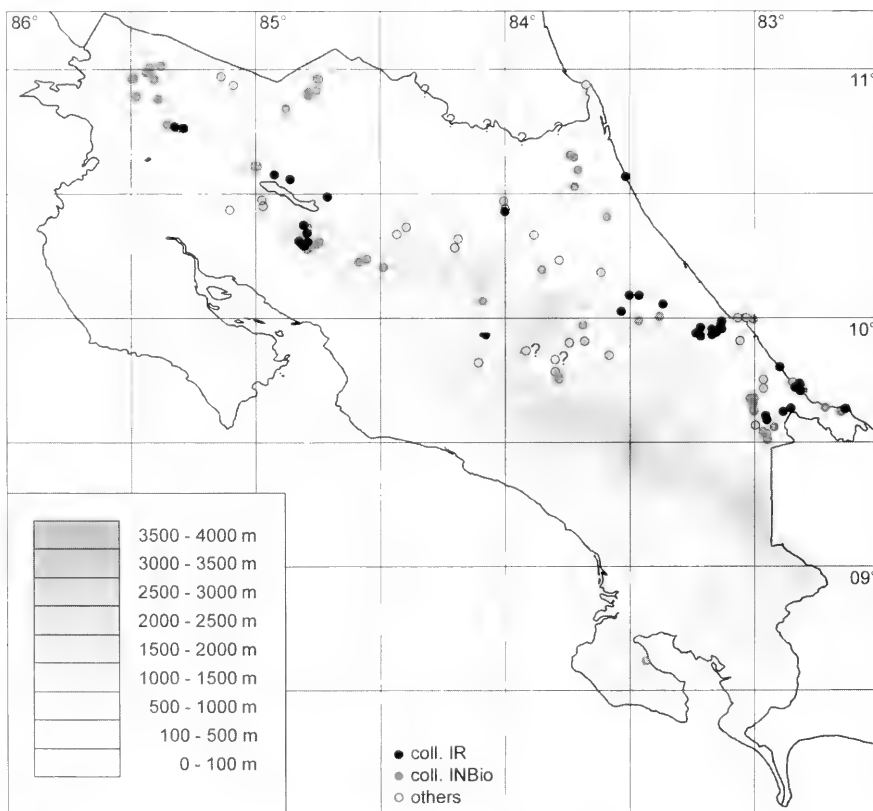 86° 85° 84° 83°
11°
? ?
10°
09°
3500 - 4000 m
3000 - 3500 m
2500 - 3000 m
2000 - 2500 m
1500 - 2000 m
1000 - 1500 m
500 - 1000 m
100 - 500 m
0 - 100 m
coll. IR
coll. INBio
others